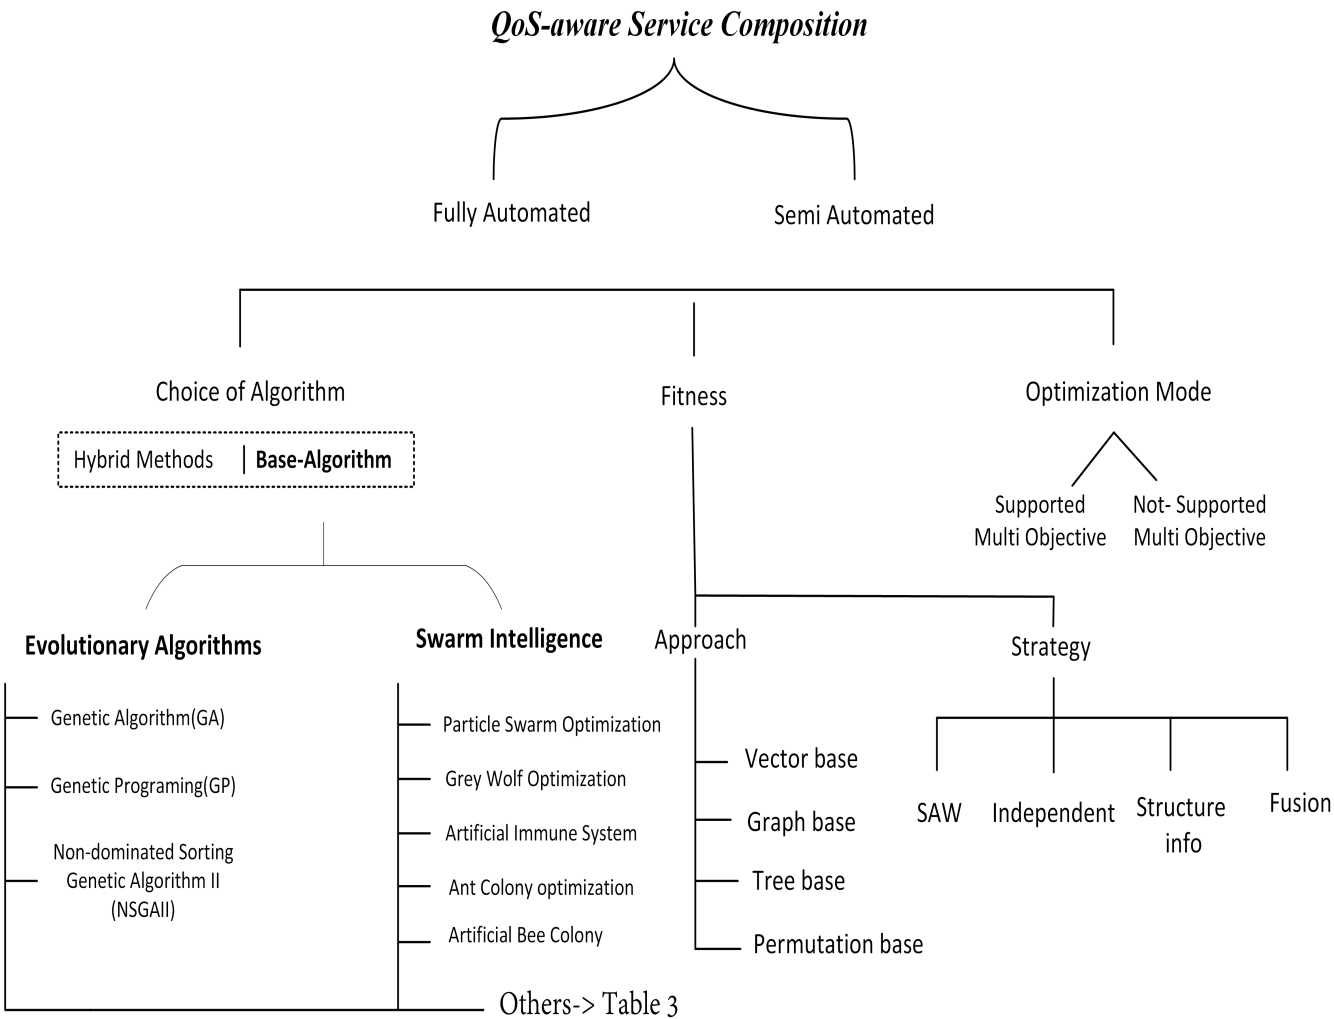 QoS-aware Service Composition
Fully Automated
Semi Automated
Choice of Algorithm
Fitness
Optimization Mode
Hybrid Methods | Base-Algorithm
Supported
Multi Objective
Not- Supported
Multi Objective
Evolutionary Algorithms
Swarm Intelligence
Approach
Strategy
Genetic Algorithm(GA)
Genetic Programing(GP)
Non-dominated Sorting
Genetic Algorithm II
(NSGAII)
Particle Swarm Optimization
Grey Wolf Optimization
Artificial Immune System
Ant Colony optimization
Artificial Bee Colony
Others-> Table 3
Vector base
Graph base
Tree base
Permutation base
SAW
Independent
Structure
info
Fusion